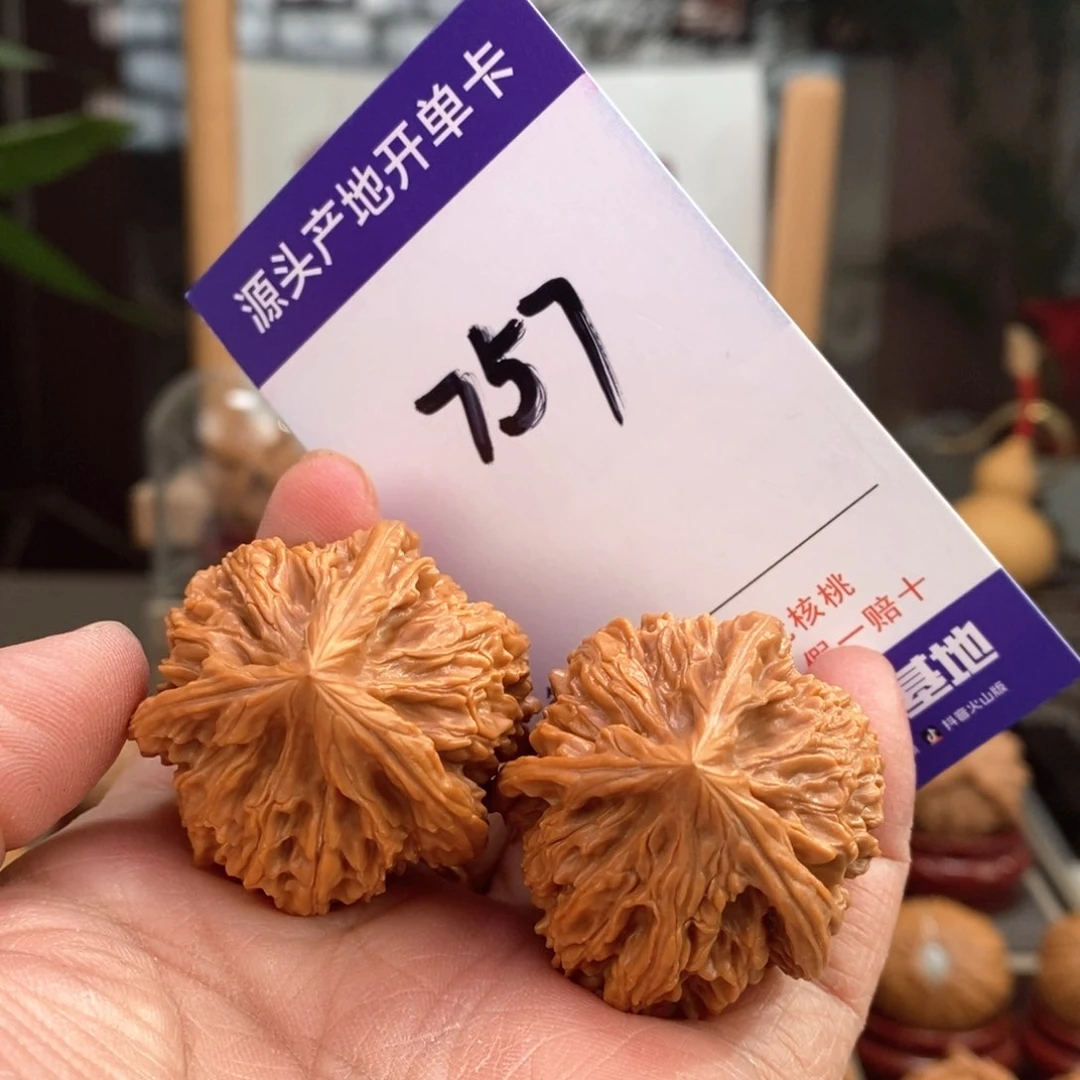 源头产地开单卡
757
核桃
假一赔十
基地
抖音火山版